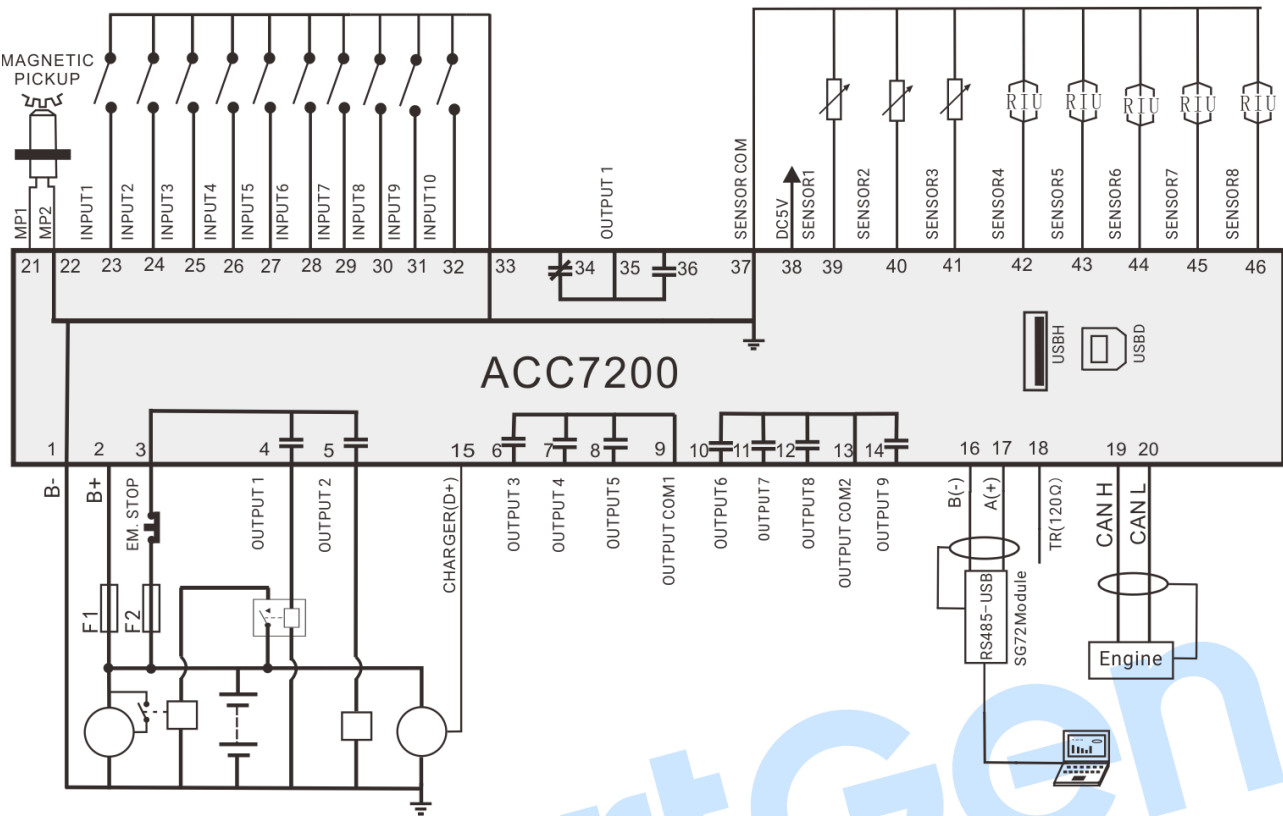 MAGNETIC
PICKUP
MP1
MP2
INPUT1
INPUT2
INPUT3
INPUT4
INPUT5
INPUT6
INPUT7
INPUT8
INPUT9
INPUT10
OUTPUT 1
SENSOR COM
DC5V
SENSOR1
SENSOR2
SENSOR3
SENSOR4
SENSOR5
SENSOR6
SENSOR7
SENSOR8
RIU
RIU
RIU
RIU
RIU
21 22 23 24 25 26 27 28 29 30 31 32 33 34 35 36 37 38 39 40 41 42 43 44 45 46
USBH
USBD
ACC7200
1 2 3 4 5 15 6 7 8 9 10 11 12 13 14 16 17 18 19 20
B-
B+
EM. STOP
OUTPUT 1
OUTPUT 2
CHARGER(D+)
OUTPUT 3
OUTPUT 4
OUTPUT5
OUTPUT COM1
OUTPUT6
OUTPUT7
OUTPUT8
OUTPUT COM2
OUTPUT 9
B(-)
A(+)
TR(120Ω)
CAN H
CAN L
F1
F2
RS485-USB
SG72Module
Engine